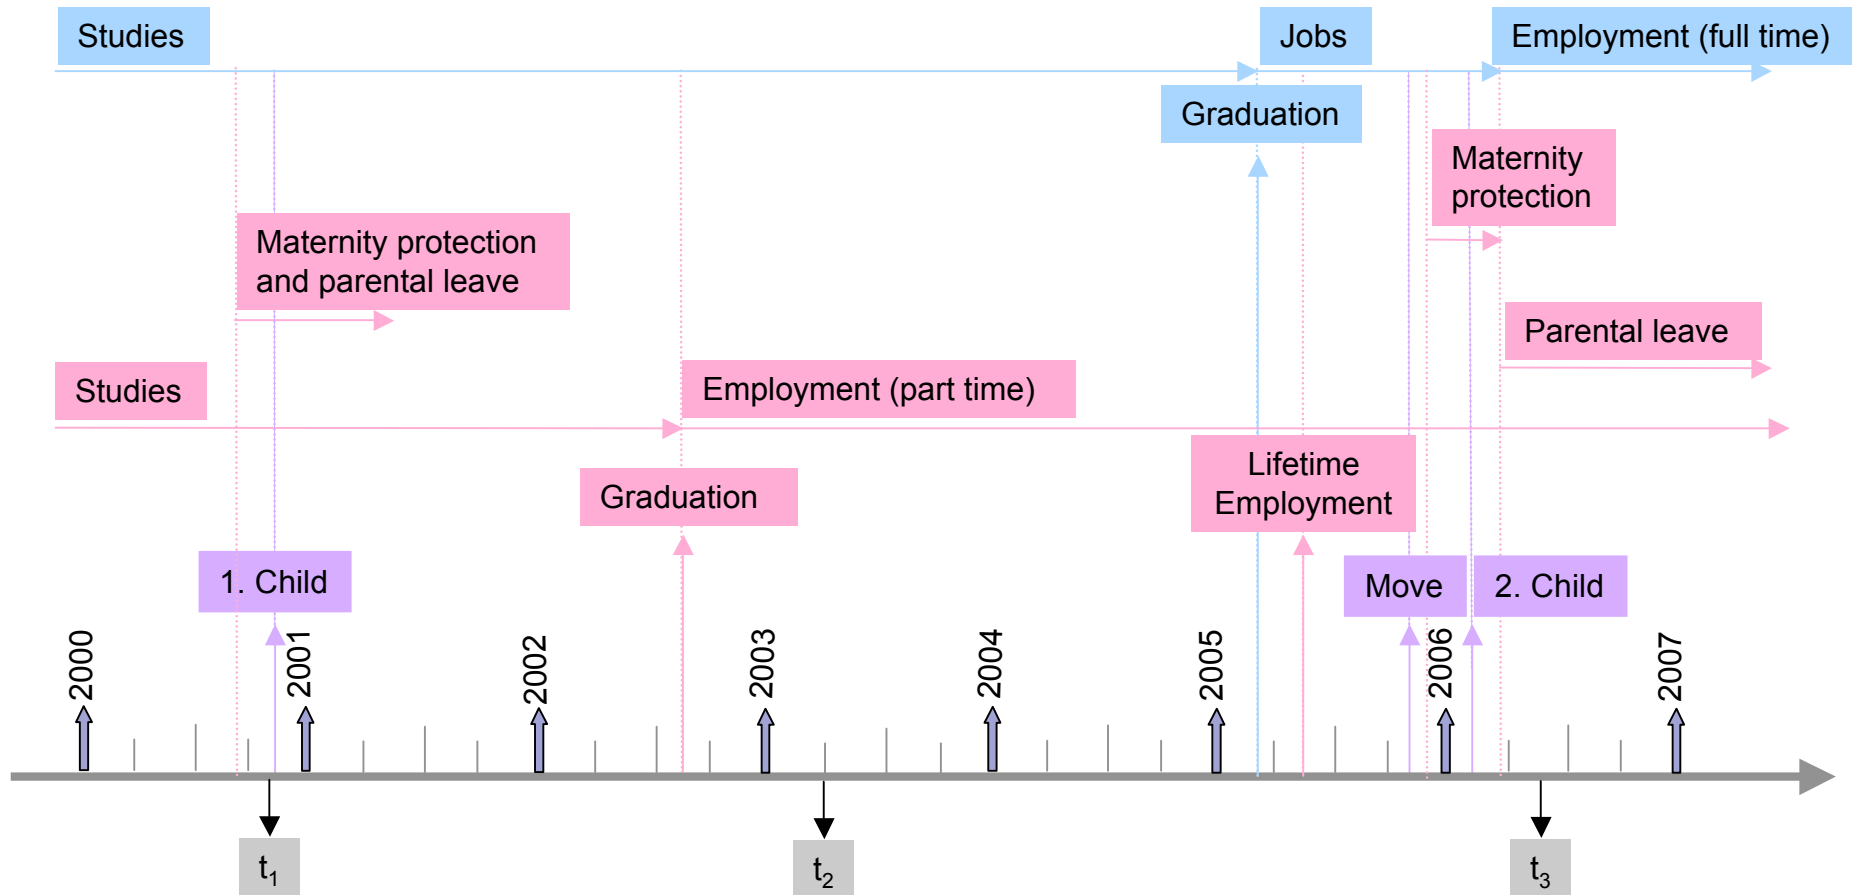 Studies
Jobs
Employment (full time)
Graduation
Maternity
protection
Maternity protection
and parental leave
Parental leave
Studies
Employment (part time)
Lifetime
Employment
Graduation
1. Child
Move
2. Child
2000
2001
2002
2003
2004
2005
2006
2007
t₁
t₂
t₃